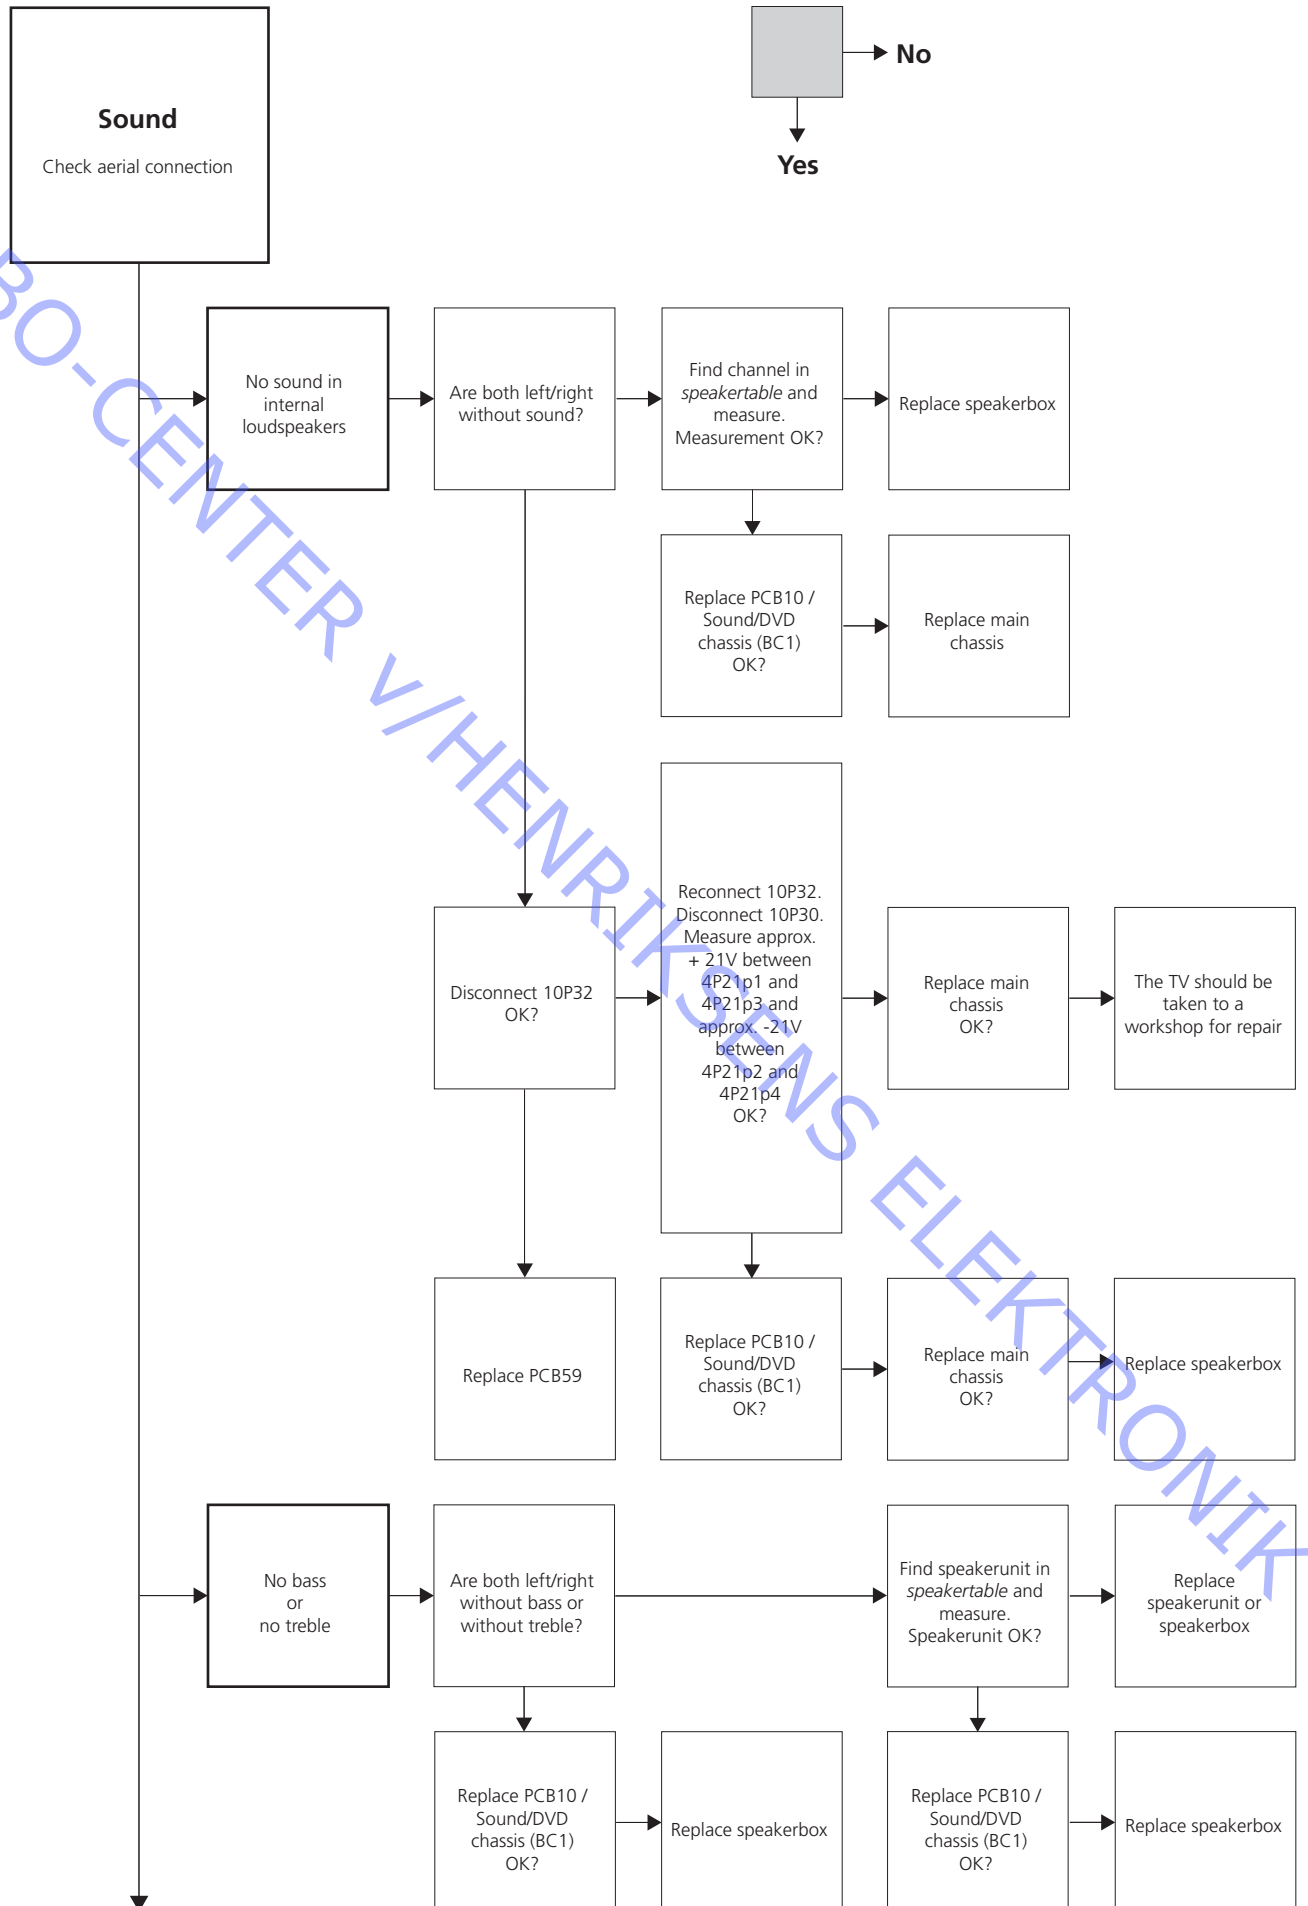 Sound
Check aerial connection
No
Yes
No sound in
internal
loudspeakers
Are both left/right
without sound?
Find channel in
speakertable and
measure.
Measurement OK?
Replace speakerbox
Replace PCB10 /
Sound/DVD
chassis (BC1)
OK?
Replace main
chassis
Disconnect 10P32
OK?
Reconnect 10P32.
Disconnect 10P30.
Measure approx.
+ 21V between
4P21p1 and
4P21p3 and
approx. -21V
between
4P21p2 and
4P21p4
OK?
Replace main
chassis
OK?
The TV should be
taken to a
workshop for repair
Replace PCB59
Replace PCB10 /
Sound/DVD
chassis (BC1)
OK?
Replace main
chassis
OK?
Replace speakerbox
No bass
or
no treble
Are both left/right
without bass or
without treble?
Find speakerunit in
speakertable and
measure.
Speakerunit OK?
Replace
speakerunit or
speakerbox
Replace PCB10 /
Sound/DVD
chassis (BC1)
OK?
Replace speakerbox
Replace PCB10 /
Sound/DVD
chassis (BC1)
OK?
Replace speakerbox
BO-CENTER v/HENRIKSENS ELEKTRONIK